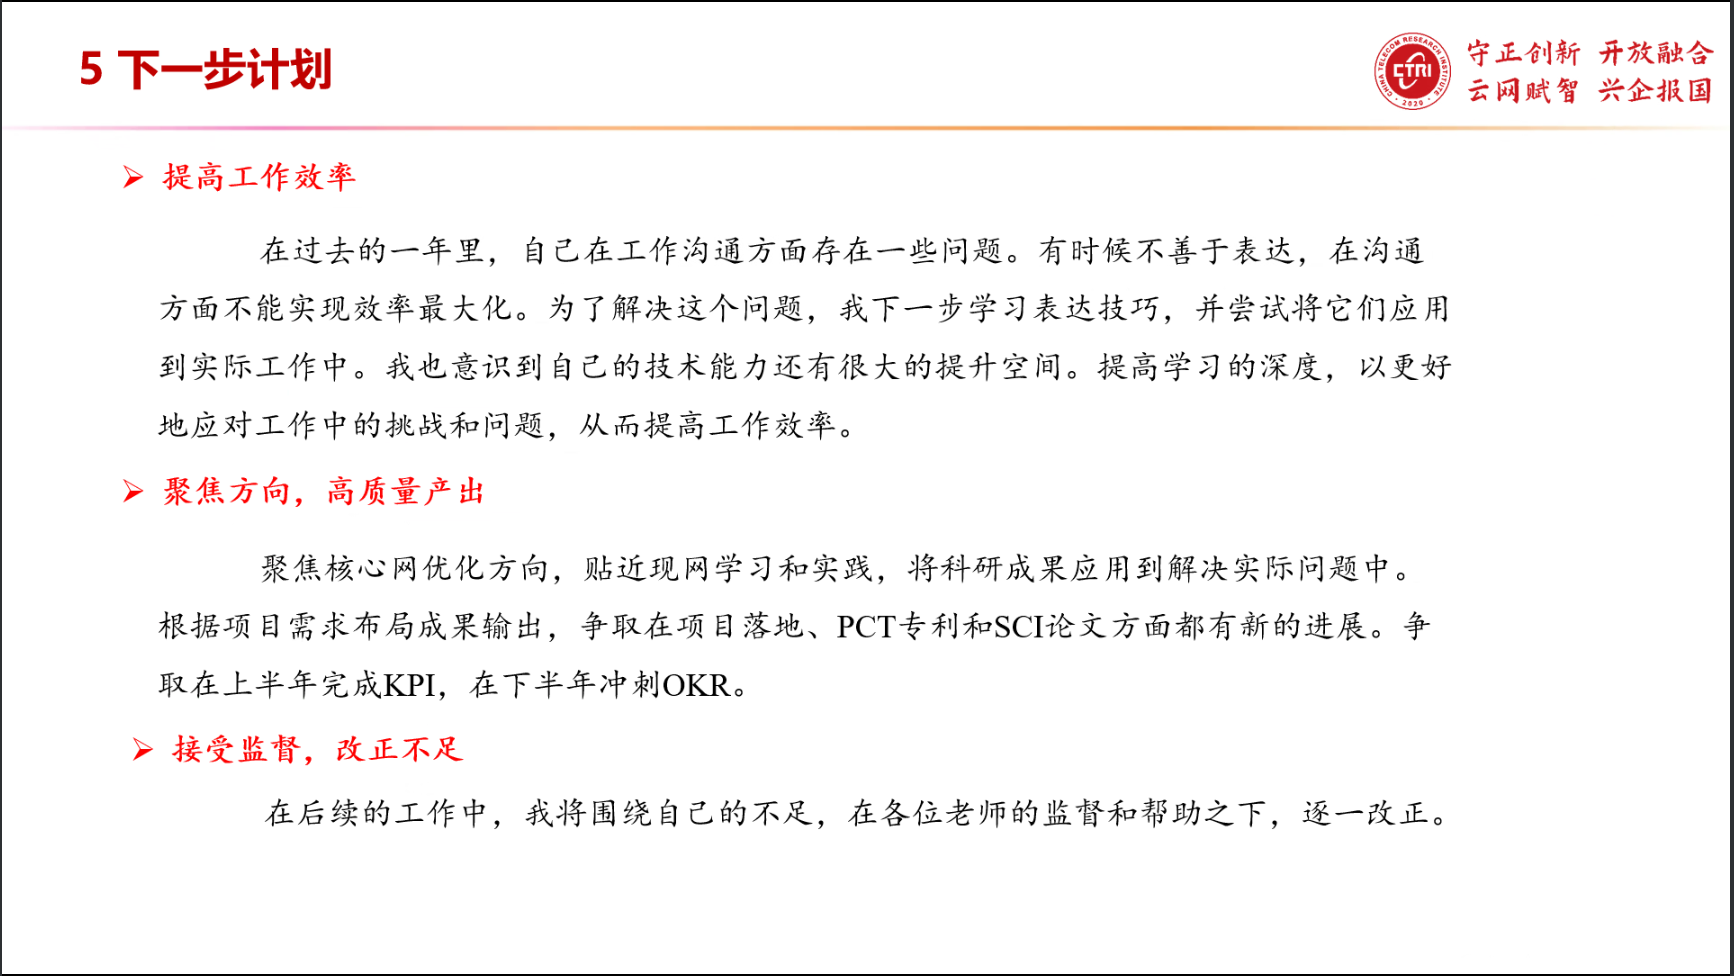 5 下一步计划
CHINA TELECOM RESEARCH INSTITUTE
CTRI
· 2020 ·
守正创新 开放融合
云网赋智 兴企报国
提高工作效率
在过去的一年里，自己在工作沟通方面存在一些问题。有时候不善于表达，在沟通
方面不能实现效率最大化。为了解决这个问题，我下一步学习表达技巧，并尝试将它们应用
到实际工作中。我也意识到自己的技术能力还有很大的提升空间。提高学习的深度，以更好
地应对工作中的挑战和问题，从而提高工作效率。
聚焦方向，高质量产出
聚焦核心网优化方向，贴近现网学习和实践，将科研成果应用到解决实际问题中。
根据项目需求布局成果输出，争取在项目落地、PCT专利和SCI论文方面都有新的进展。争
取在上半年完成KPI，在下半年冲刺OKR。
接受监督，改正不足
在后续的工作中，我将围绕自己的不足，在各位老师的监督和帮助之下，逐一改正。